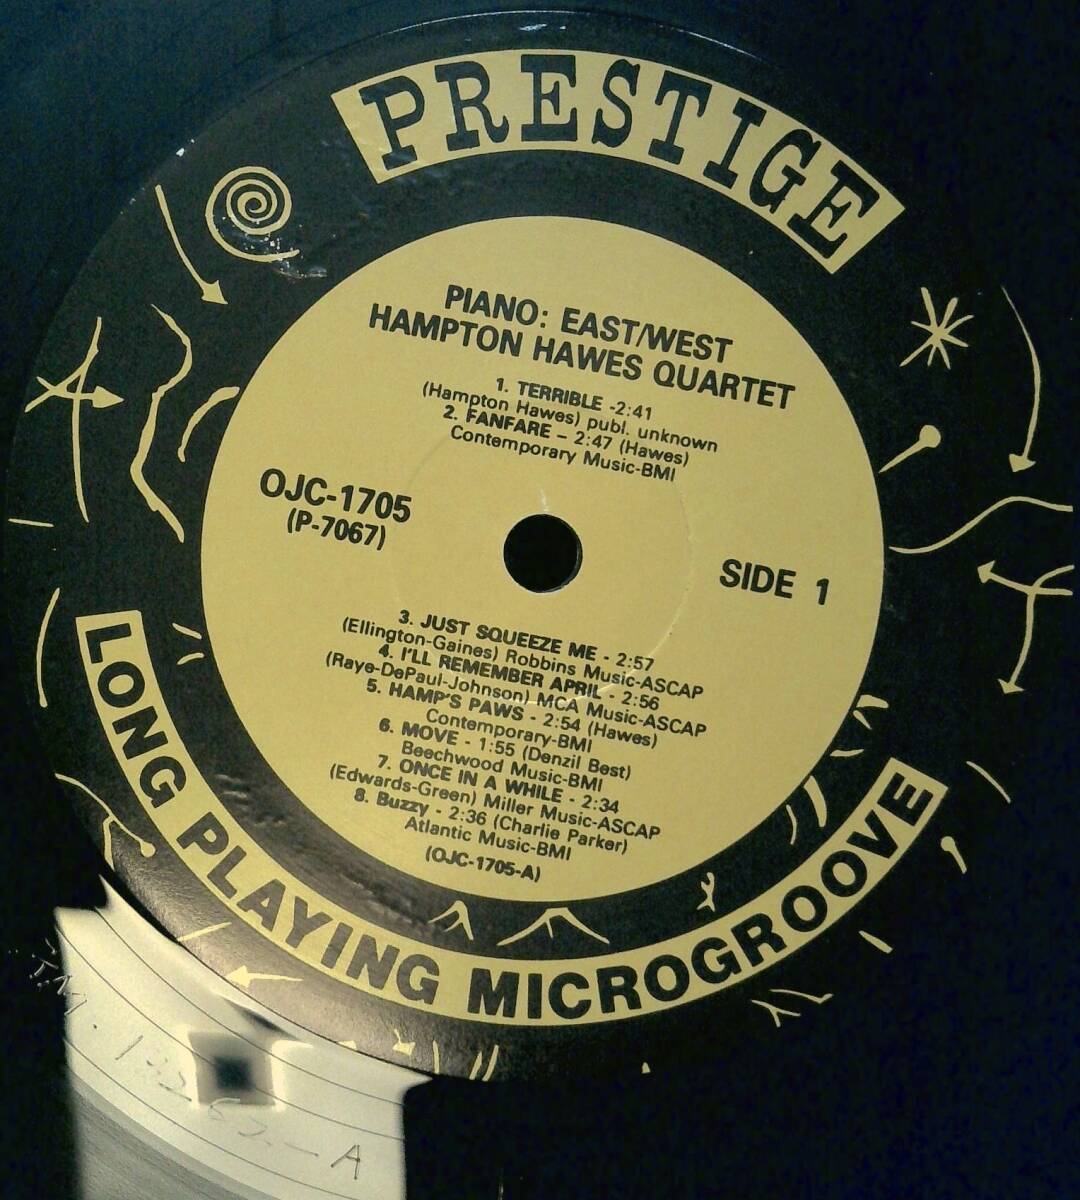 PRESTIGE
PIANO: EAST/WEST
HAMPTON HAWES QUARTET
1. TERRIBLE -2:41
(Hampton Hawes) publ. unknown
2. FANFARE – 2:47 (Hawes)
Contemporary Music-BMI
OJC-1705
(P-7067)
SIDE 1
3. JUST SQUEEZE ME - 2:57
(Ellington-Gaines) Robbins Music-ASCAP
4. I'LL REMEMBER APRIL - 2:56
(Raye-DePaul-Johnson) MCA Music-ASCAP
5. HAMP'S PAWS - 2:54 (Hawes)
Contemporary-BMI
6. MOVE - 1:55 (Denzil Best)
Beechwood Music-BMI
7. ONCE IN A WHILE - 2:34
(Edwards-Green) Miller Music-ASCAP
8. Buzzy - 2:36 (Charlie Parker)
Atlantic Music-BMI
(OJC-1705-A)
LONG PLAYING MICROGROOVE